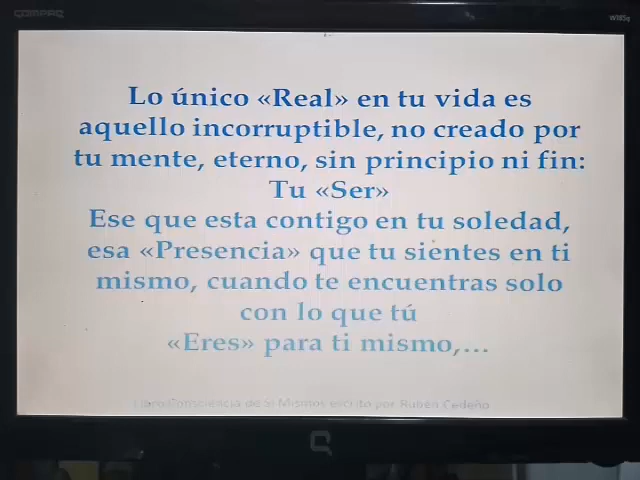 COMPAQ
W185q
Lo único «Real» en tu vida es
aquello incorruptible, no creado por
tu mente, eterno, sin principio ni fin:
Tu «Ser»
Ese que esta contigo en tu soledad,
esa «Presencia» que tu sientes en ti
mismo, cuando te encuentras solo
con lo que tú
«Eres» para ti mismo,...
Libro Consciencia de Si Mismos escrito por Rubén Cedeño